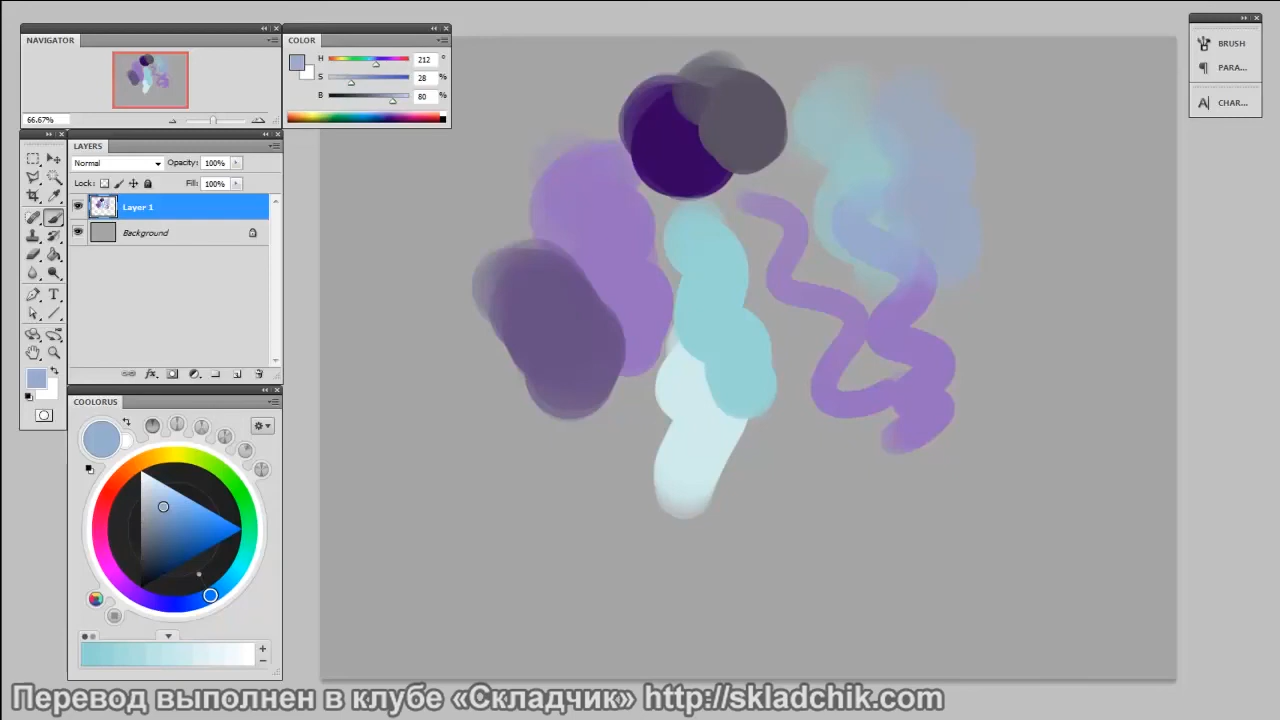 NAVIGATOR
66.67%
COLOR
H 212 °
S 28 %
B 80 %
BRUSH
PARA...
CHAR...
LAYERS
Normal Opacity: 100%
Lock: Fill: 100%
Layer 1
Background
fx
COOLORUS
Перевод выполнен в клубе «Складчик» http://skladchik.com